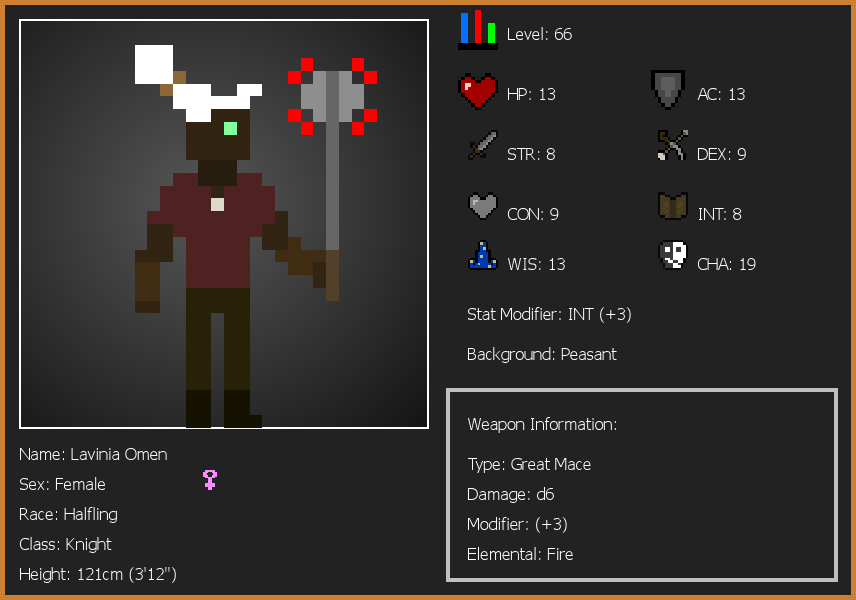 Level: 66
HP: 13
AC: 13
STR: 8
DEX: 9
CON: 9
INT: 8
WIS: 13
CHA: 19
Stat Modifier: INT (+3)
Background: Peasant
Weapon Information:
Type: Great Mace
Damage: d6
Modifier: (+3)
Elemental: Fire
Name: Lavinia Omen
Sex: Female
Race: Halfling
Class: Knight
Height: 121cm (3'12")